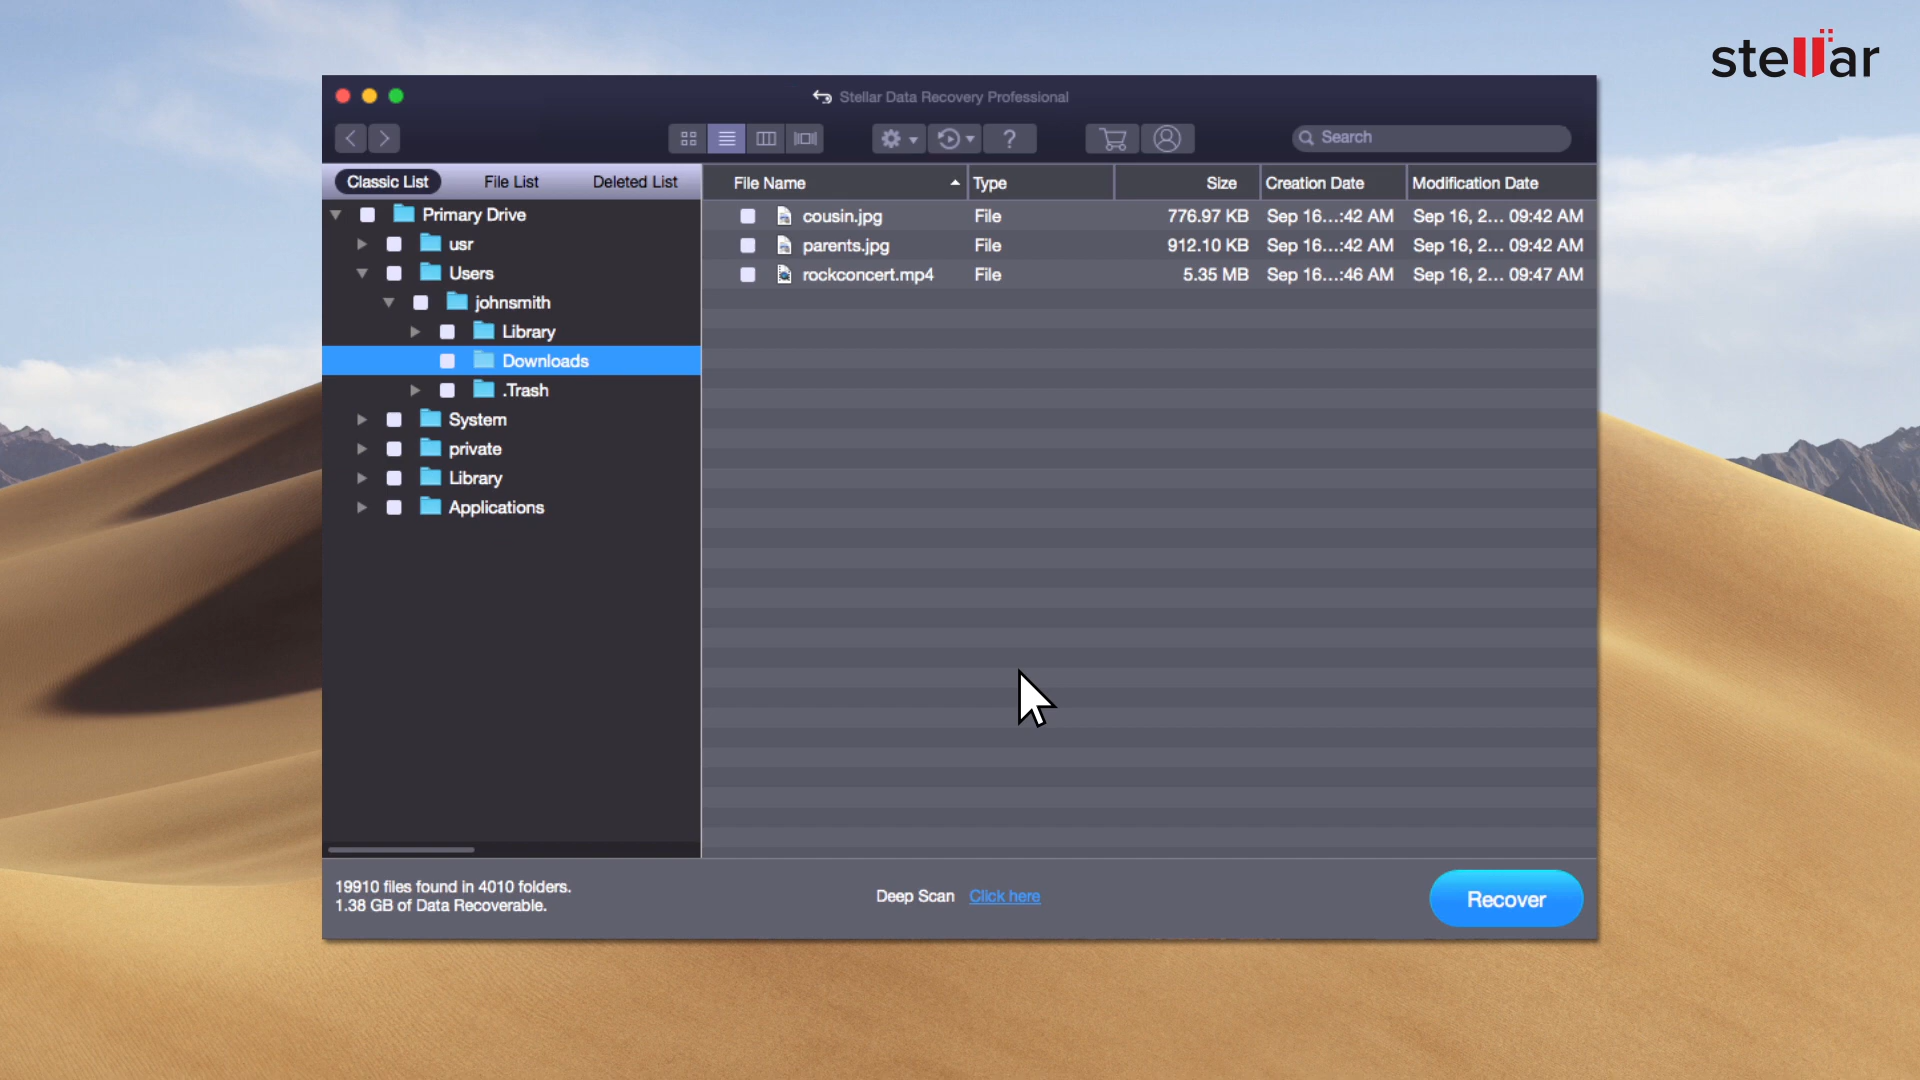 stellar
Stellar Data Recovery Professional
? Search
Classic List File List Deleted List
File Name Type Size Creation Date Modification Date
Primary Drive
usr
Users
johnsmith
Library
Downloads
.Trash
System
private
Library
Applications
cousin.jpg File 776.97 KB Sep 16...:42 AM Sep 16, 2... 09:42 AM
parents.jpg File 912.10 KB Sep 16...:42 AM Sep 16, 2... 09:42 AM
rockconcert.mp4 File 5.35 MB Sep 16...:46 AM Sep 16, 2... 09:47 AM
19910 files found in 4010 folders.
1.38 GB of Data Recoverable.
Deep Scan Click here
Recover